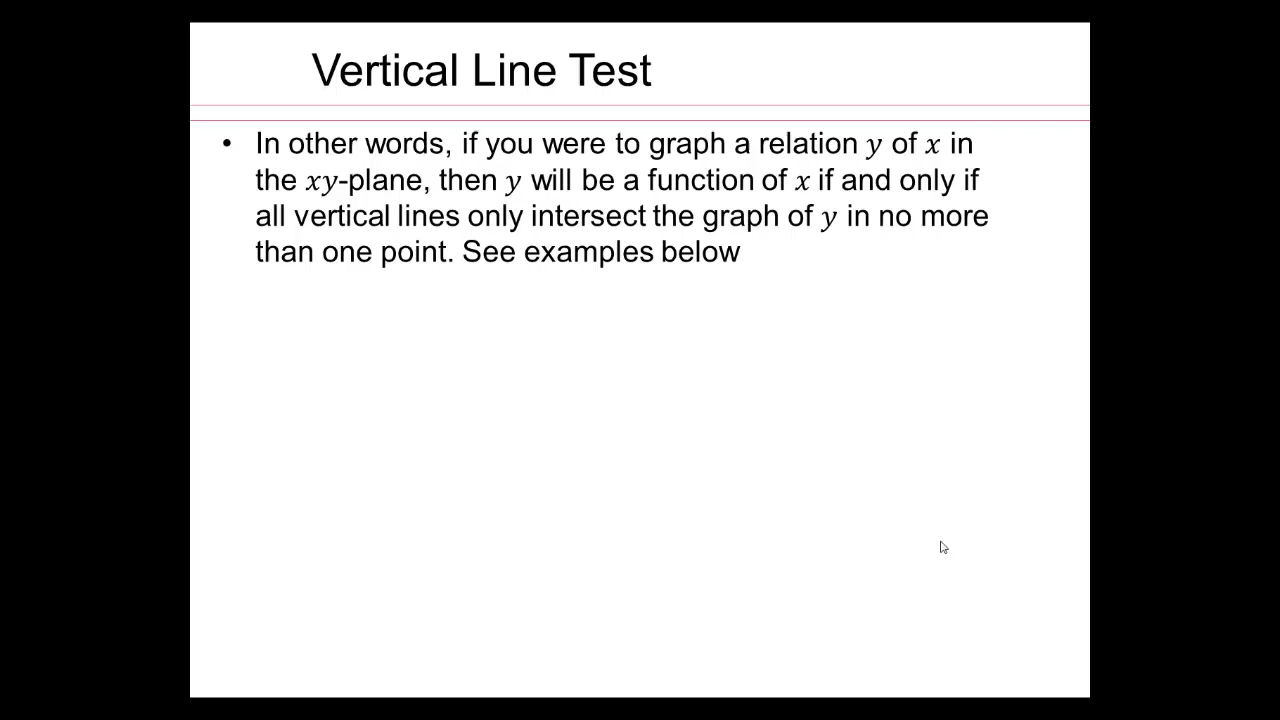 Vertical Line Test
• In other words, if you were to graph a relation y of x in
the xy-plane, then y will be a function of x if and only if
all vertical lines only intersect the graph of y in no more
than one point. See examples below